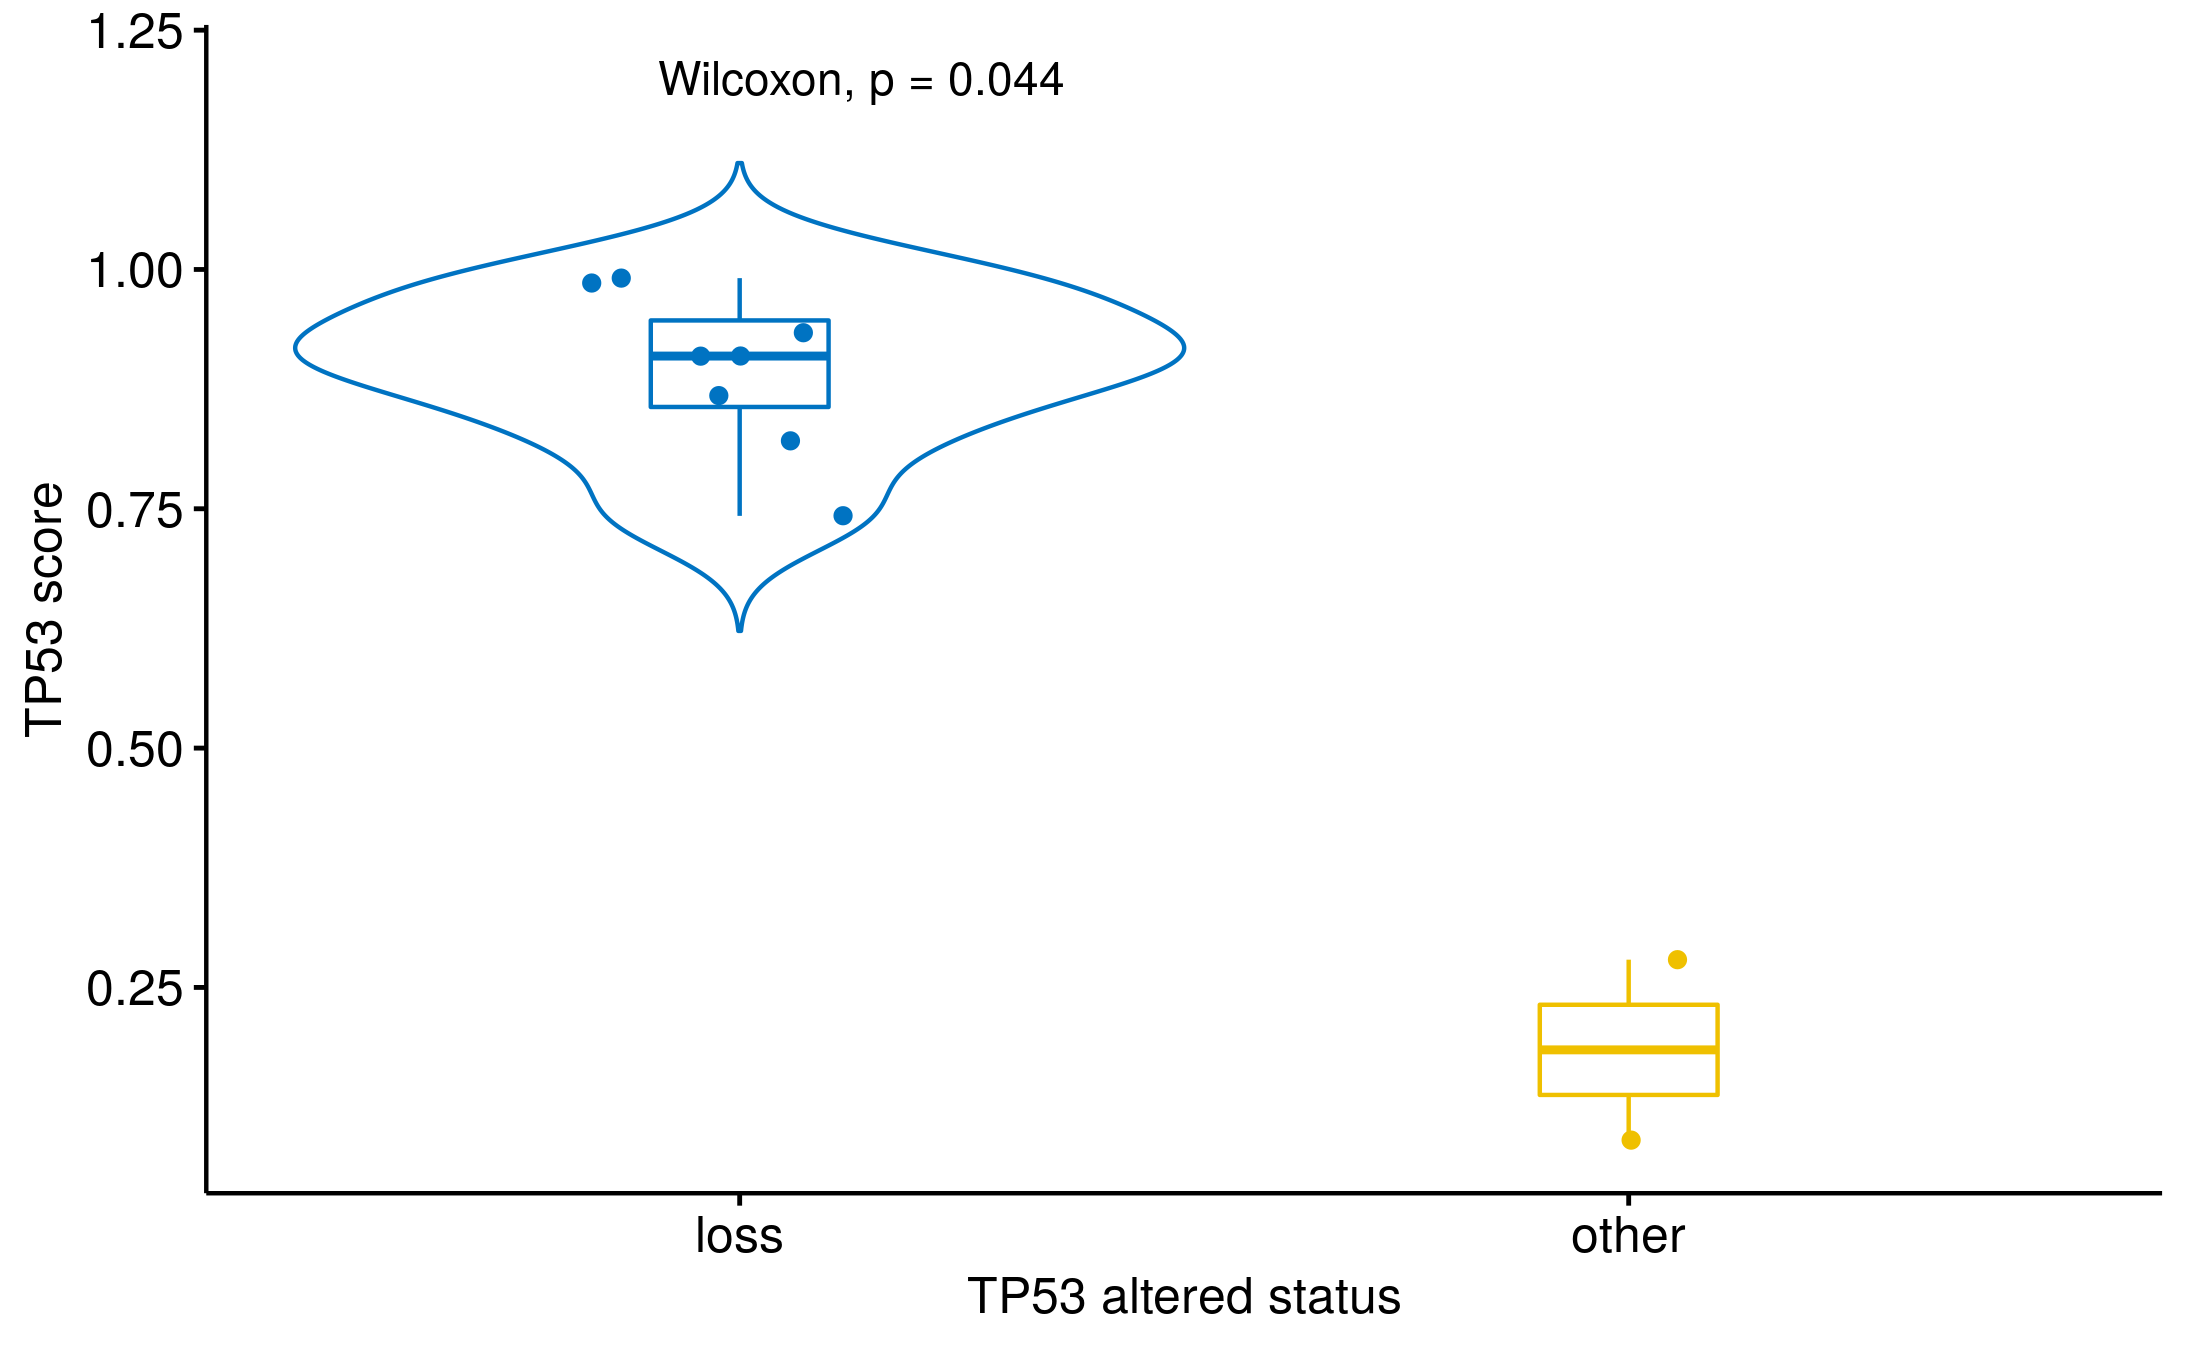 Wilcoxon, p = 0.044
1.25
1.00
0.75
0.50
0.25
TP53 score
loss
other
TP53 altered status